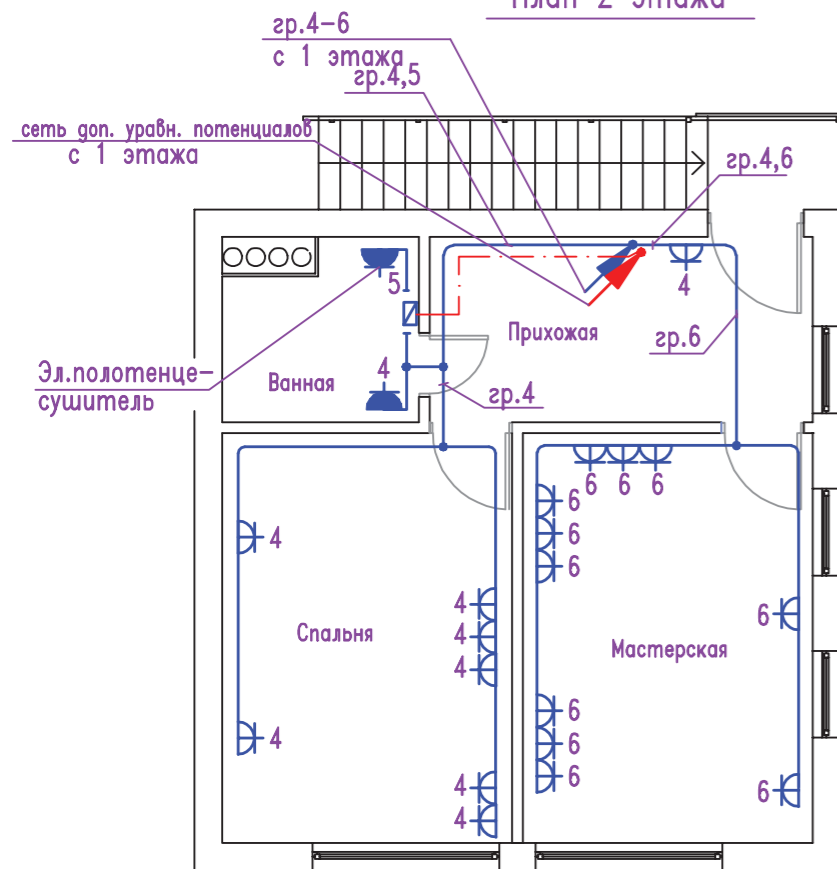 План 2 этажа
гр.4-6
с 1 этажа
гр.4,5
сеть доп. уравн. потенциалов
с 1 этажа
гр.4,6
5
4
Прихожая
гр.6
Эл.полотенце-
сушитель
4
Ванная
гр.4
6 6 6
6
4
6
6
4
6
4
Спальня
Мастерская
4
6
4
6
6
4
6
6
4